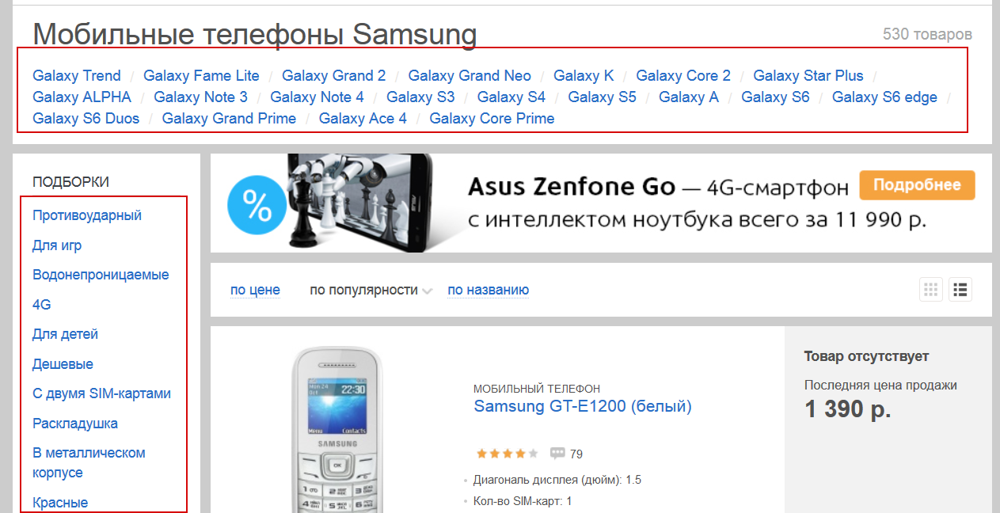 Мобильные телефоны Samsung
530 товаров
Galaxy Trend / Galaxy Fame Lite / Galaxy Grand 2 / Galaxy Grand Neo / Galaxy K / Galaxy Core 2 / Galaxy Star Plus /
Galaxy ALPHA / Galaxy Note 3 / Galaxy Note 4 / Galaxy S3 / Galaxy S4 / Galaxy S5 / Galaxy A / Galaxy S6 / Galaxy S6 edge /
Galaxy S6 Duos / Galaxy Grand Prime / Galaxy Ace 4 / Galaxy Core Prime
ПОДБОРКИ
Противоударный
Для игр
Водонепроницаемые
4G
Для детей
Дешевые
С двумя SIM-картами
Раскладушка
В металлическом
корпусе
Красные
%
ASUS
Asus Zenfone Go — 4G-смартфон
с интеллектом ноутбука всего за 11 990 р.
Подробнее
по цене
по популярности
по названию
22:30
Menu Contacts
SAMSUNG
OK
МОБИЛЬНЫЙ ТЕЛЕФОН
Samsung GT-E1200 (белый)
79
Диагональ дисплея (дюйм): 1.5
Кол-во SIM-карт: 1
Товар отсутствует
Последняя цена продажи
1 390 р.